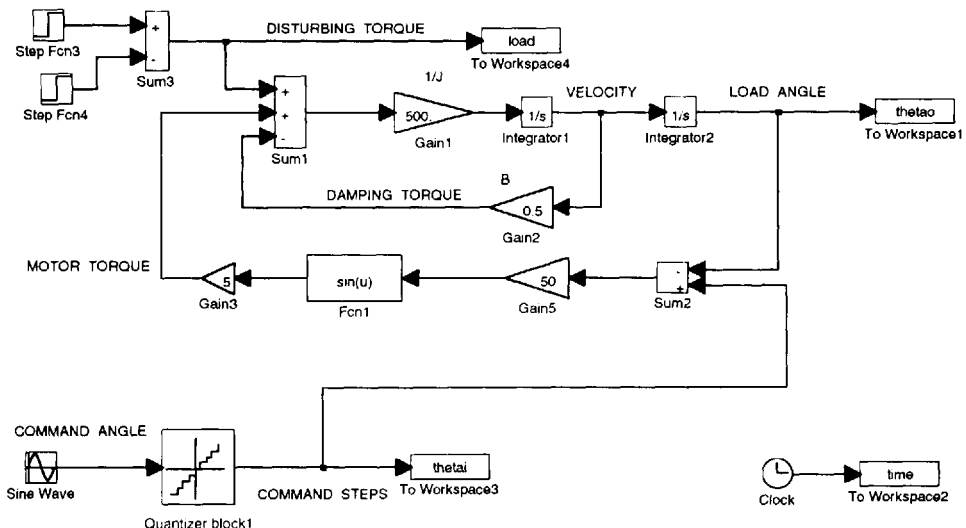 Step Fcn3
+
-
Sum3
DISTURBING TORQUE
load
To Workspace4
Step Fcn4
+
+
-
Sum1
1/J
500.
Gain1
1/s
Integrator1
VELOCITY
1/s
Integrator2
LOAD ANGLE
thetao
To Workspace1
DAMPING TORQUE
B
0.5
Gain2
MOTOR TORQUE
5
Gain3
sin(u)
Fcn1
50
Gain5
-
+
Sum2
COMMAND ANGLE
Sine Wave
Quantizer block1
COMMAND STEPS
thetai
To Workspace3
Clock
time
To Workspace2